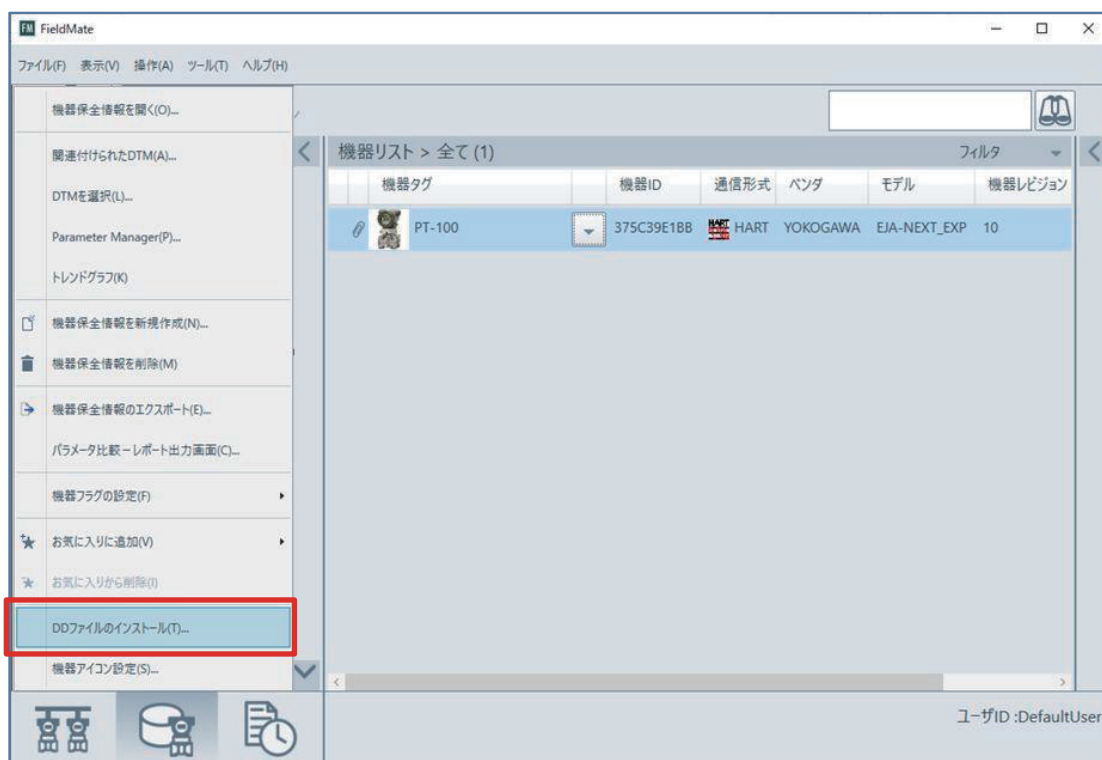 FM FieldMate
ファイル(F) 表示(V) 操作(A) ツール(T) ヘルプ(H)
機器保全情報を開く(O)...
関連付けられたDTM(A)...
DTMを選択(L)...
Parameter Manager(P)...
トレンドグラフ(K)
機器保全情報を新規作成(N)...
機器保全情報を削除(M)
機器保全情報のエクスポート(E)...
パラメータ比較－レポート出力画面(C)...
機器フラグの設定(F)
お気に入りに追加(V)
お気に入りから削除(I)
DDファイルのインストール(T)...
機器アイコン設定(S)...
機器リスト > 全て (1)
フィルタ
機器タグ 機器ID 通信形式 ベンダ モデル 機器レビジョン
PT-100 375C39E1BB HART HART YOKOGAWA EJA-NEXT_EXP 10
ユーザID :DefaultUser